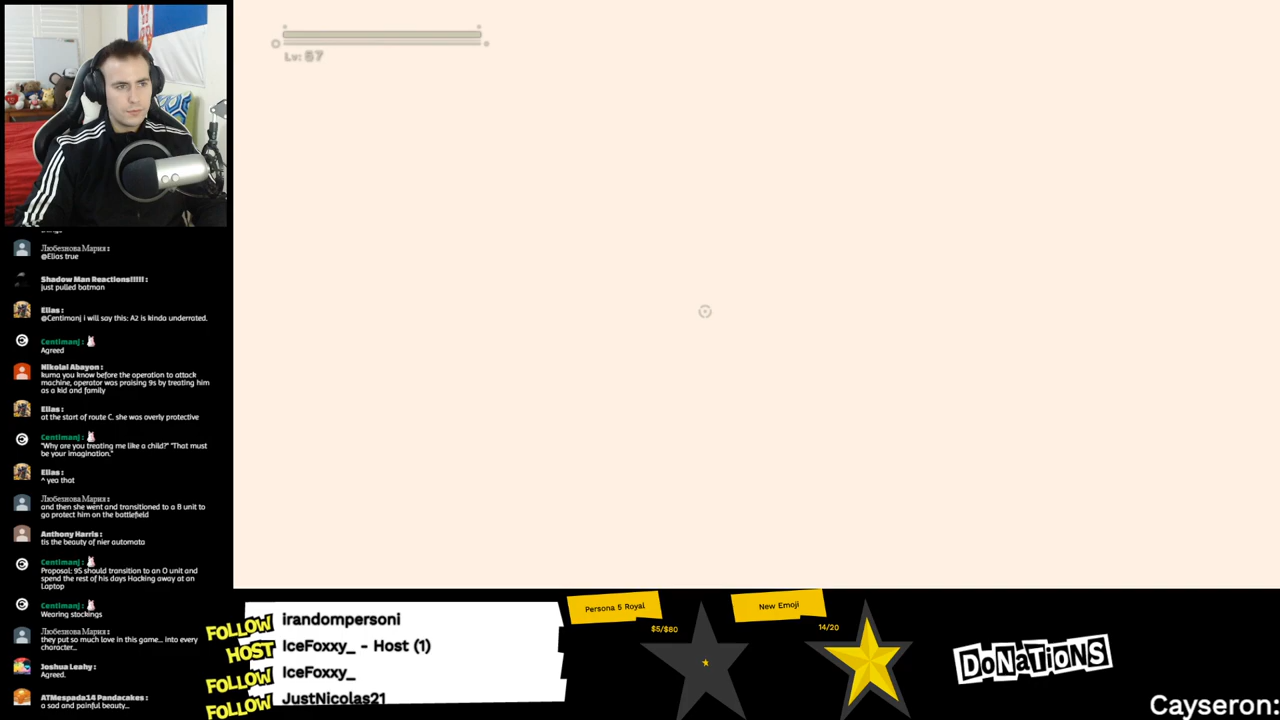 Lv: 57
Любезнова Мария :
@Elias true
Shadow Man Reactions!!!!! :
just pulled batman
Elias :
@Centimanj i will say this: A2 is kinda underrated.
Centimanj :
Agreed
Nikolai Abayon :
kuma you know before the operation to attack
machine, operator was praising 9s by treating him
as a kid and family
Elias :
at the start of route C. she was overly protective
Centimanj :
"Why are you treating me like a child?" "That must
be your imagination."
Elias :
^ yea that
Любезнова Мария :
and then she went and transitioned to a B unit to
go protect him on the battlefield
Anthony Harris :
tis the beauty of nier automata
Centimanj :
Proposal: 9S should transition to an O unit and
spend the rest of his days Hacking away at an
Laptop
Centimanj :
Wearing stockings
Любезнова Мария :
they put so much love in this game... into every
character...
Joshua Leahy :
Agreed.
ATMespada14 Pandacakes :
a sad and painful beauty...
FOLLOW irandompersoni
HOST IceFoxxy_ - Host (1)
FOLLOW IceFoxxy_
FOLLOW JustNicolas21
Persona 5 Royal
$5/$80
New Emoji
14/20
DoNaTiONS
Cayseron: